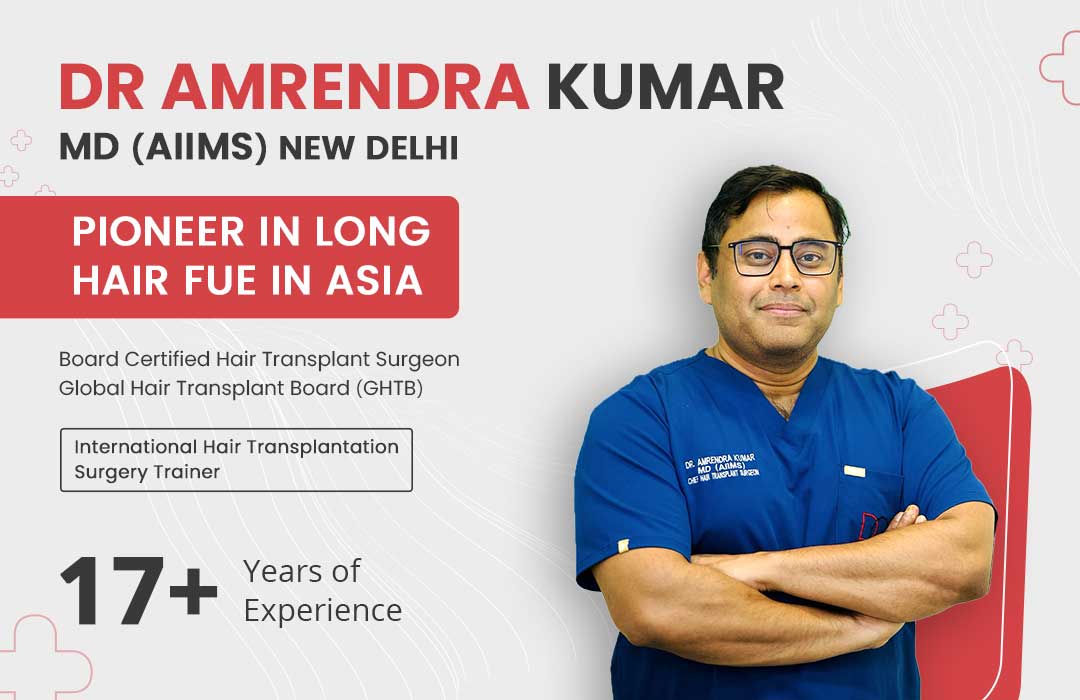 DR AMRENDRA KUMAR
MD (AIIMS) NEW DELHI
PIONEER IN LONG
HAIR FUE IN ASIA
Board Certified Hair Transplant Surgeon
Global Hair Transplant Board (GHTB)
International Hair Transplantation
Surgery Trainer
17+ Years of
Experience
DR. AMRENDRA KUMAR
MD (AIIMS)
CHIEF HAIR TRANSPLANT SURGEON